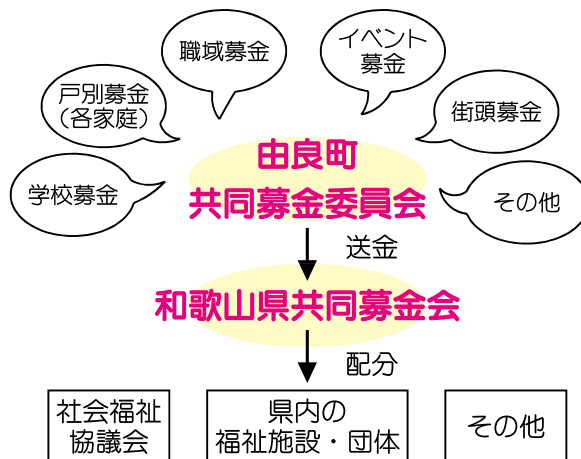 職域募金
イベント
募金
戸別募金
（各家庭）
街頭募金
学校募金
その他
由良町
共同募金委員会
送金
和歌山県共同募金会
配分
社会福祉
協議会
県内の
福祉施設・団体
その他